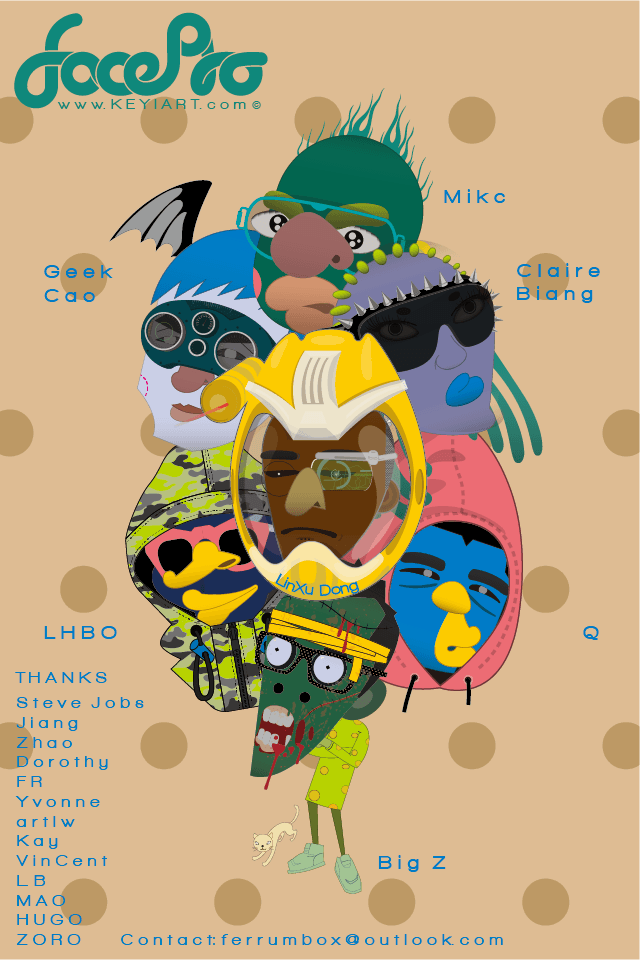 facePro
www.KEYIART.com©
Mikc
Geek
Cao
Claire
Biang
LinXu Dong
LHBO
Q
THANKS
Steve Jobs
Jiang
Zhao
Dorothy
FR
Yvonne
artlw
Kay
VinCent
LB
MAO
HUGO
ZORO
Big Z
Contact:ferrumbox@outlook.com